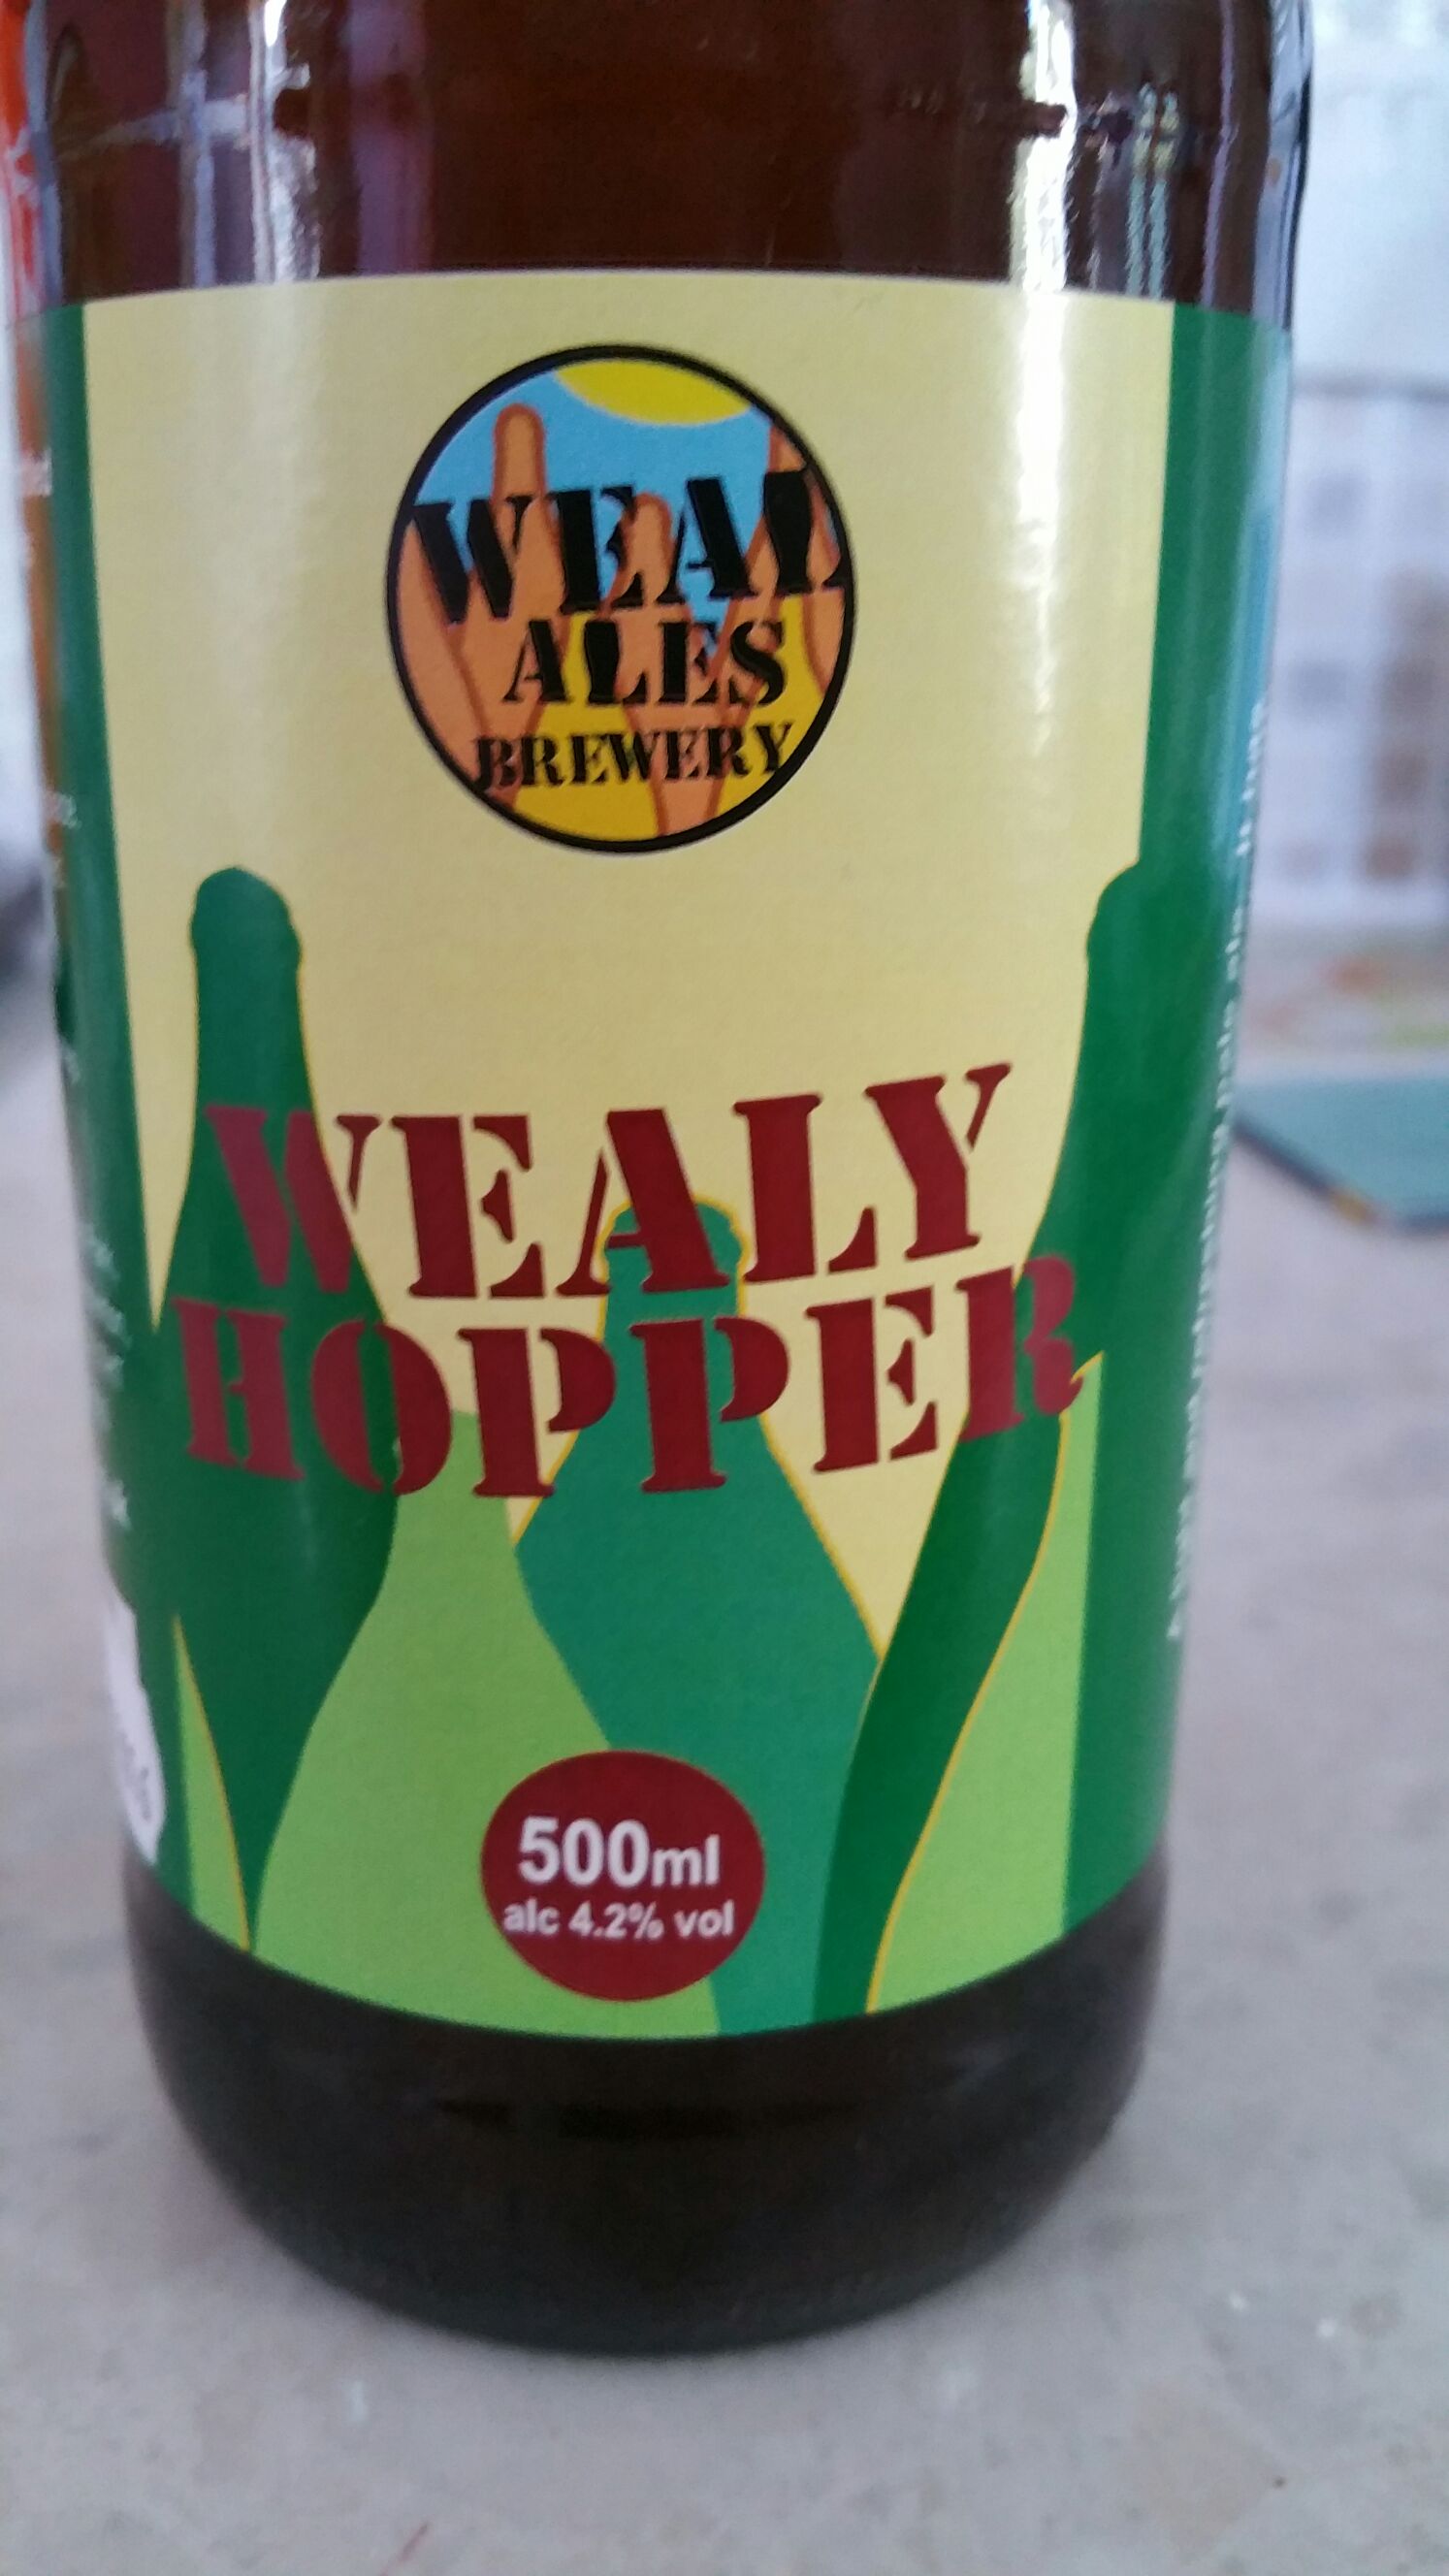 WEAL
ALES
BREWERY
WEALY
HOPPER
500ml
alc 4.2% vol